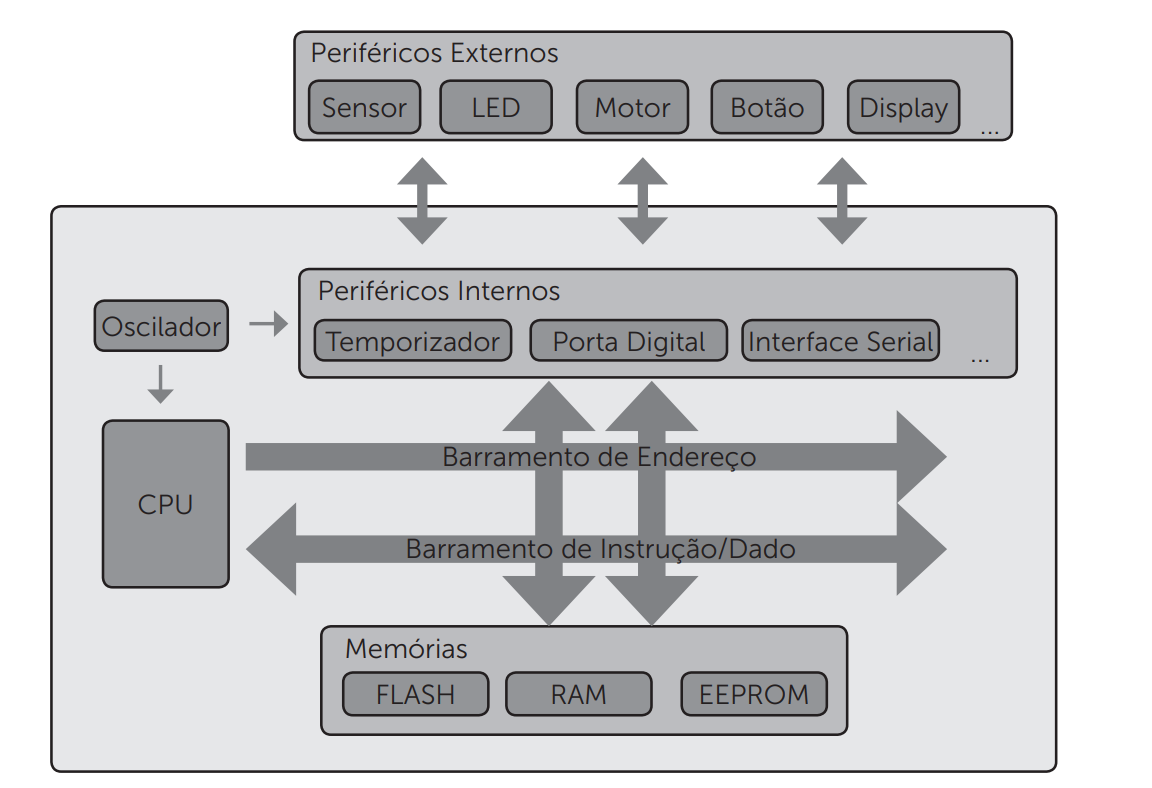 Periféricos Externos
Sensor
LED
Motor
Botão
Display
...
Periféricos Internos
Oscilador
Temporizador
Porta Digital
Interface Serial
...
Barramento de Endereço
CPU
Barramento de Instrução/Dado
Memórias
FLASH
RAM
EEPROM